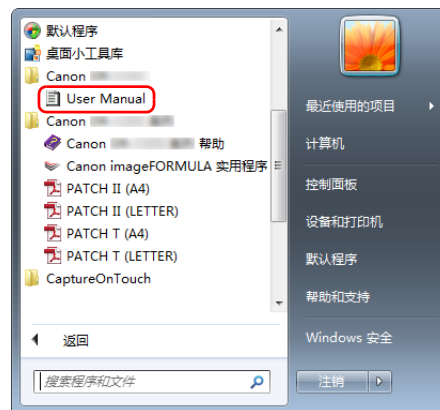 默认程序
桌面小工具库
Canon
User Manual
Canon
Canon 帮助
Canon imageFORMULA 实用程序
PATCH II (A4)
PATCH II (LETTER)
PATCH T (A4)
PATCH T (LETTER)
CaptureOnTouch
返回
搜索程序和文件
最近使用的项目
计算机
控制面板
设备和打印机
默认程序
帮助和支持
Windows 安全
注销